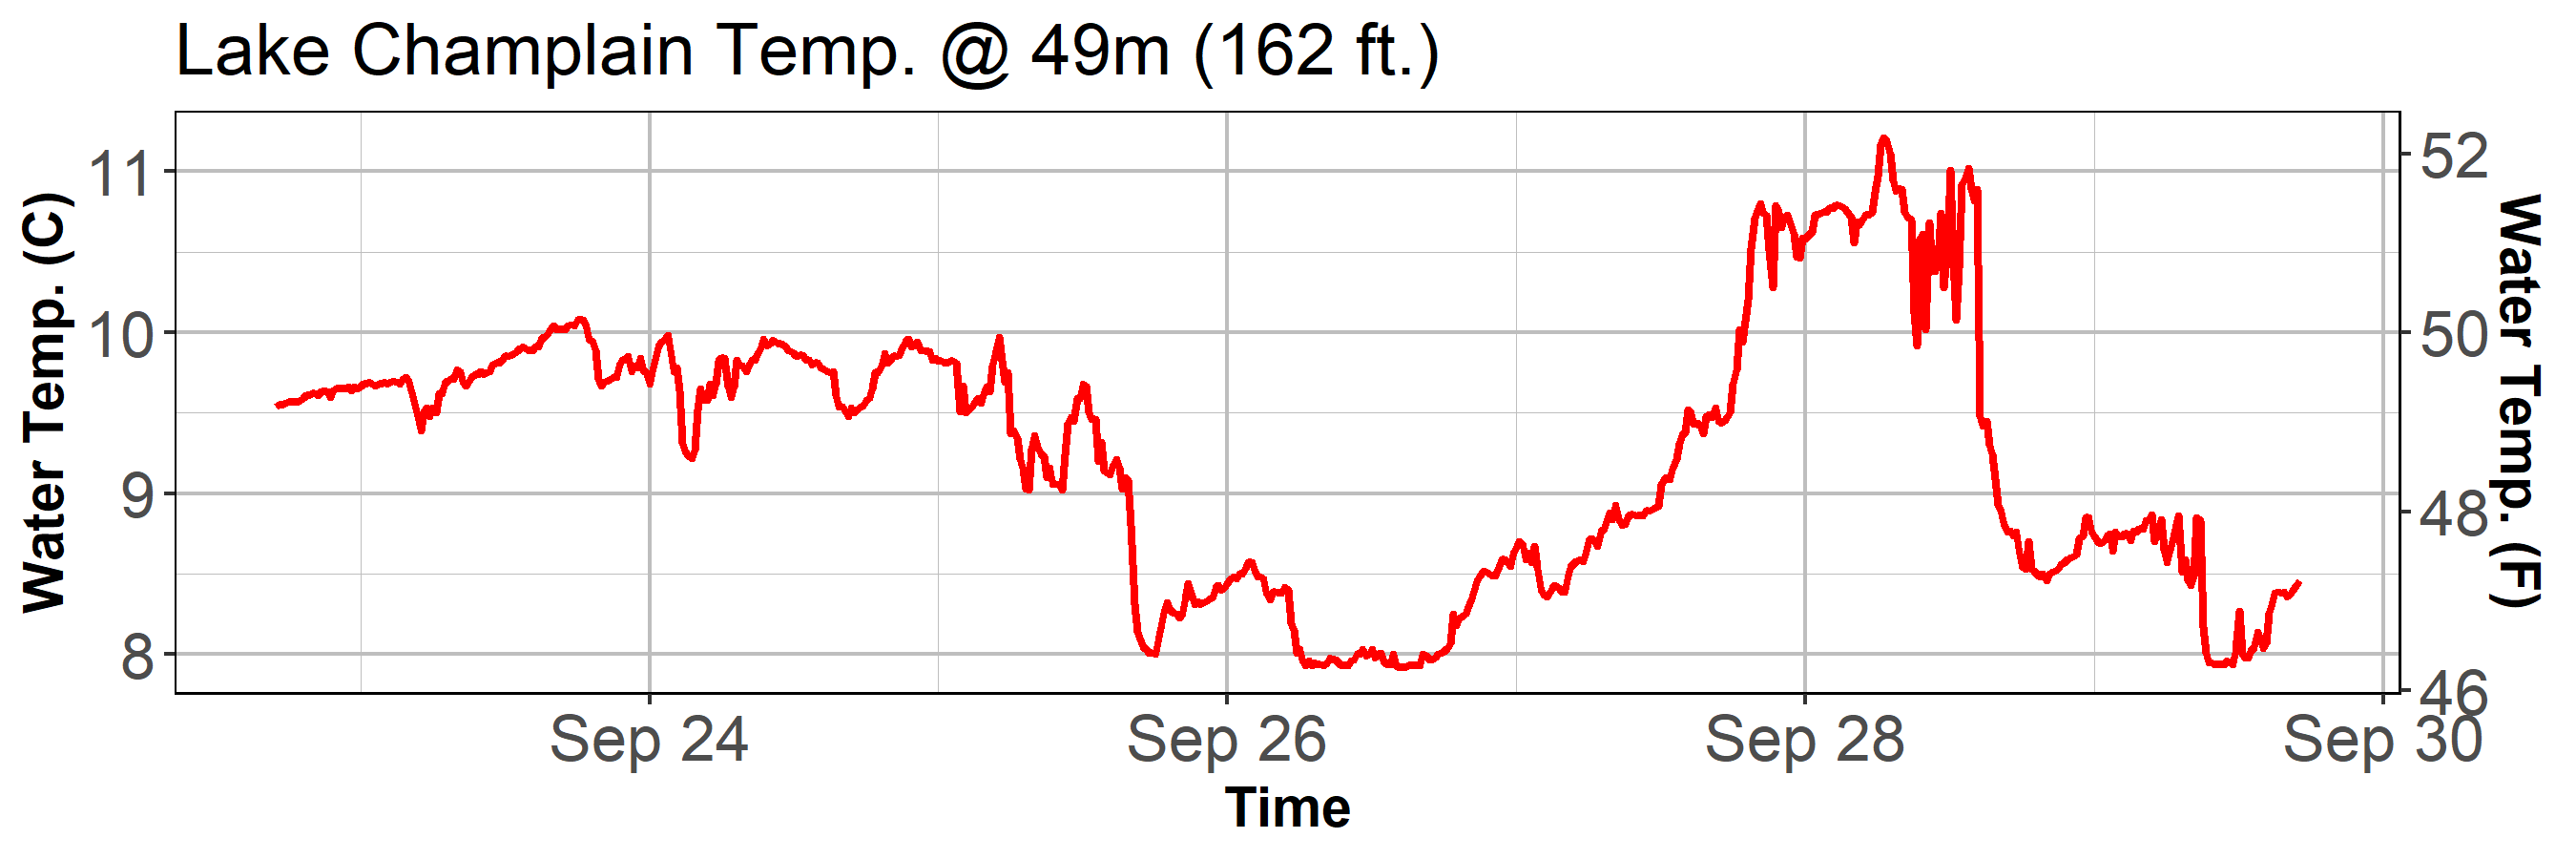 Lake Champlain Temp. @ 49m (162 ft.)
Water Temp. (C)
11
10
9
8
52
50
48
46
Water Temp. (F)
Sep 24
Sep 26
Sep 28
Sep 30
Time